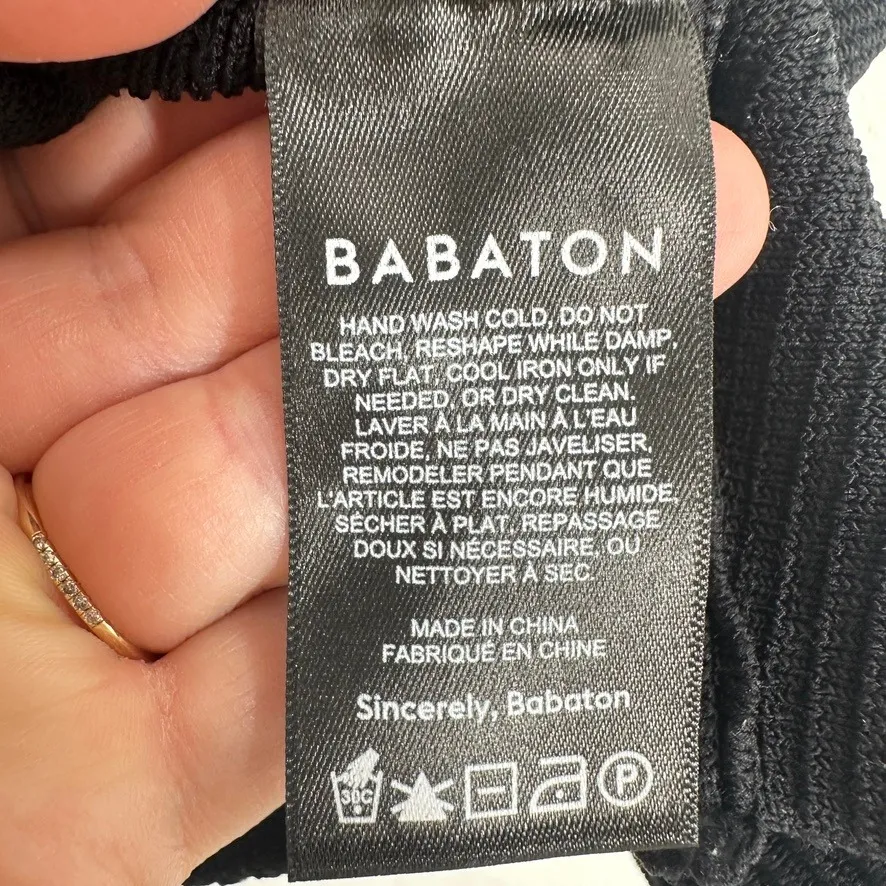 BABATON
HAND WASH COLD, DO NOT
BLEACH, RESHAPE WHILE DAMP,
DRY FLAT, COOL IRON ONLY IF
NEEDED, OR DRY CLEAN.
LAVER À LA MAIN À L'EAU
FROIDE, NE PAS JAVELISER,
REMODELER PENDANT QUE
L'ARTICLE EST ENCORE HUMIDE,
SÉCHER À PLAT, REPASSAGE
DOUX SI NÉCESSAIRE, OU
NETTOYER À SEC.
MADE IN CHINA
FABRIQUÉ EN CHINE
Sincerely, Babaton
30C P